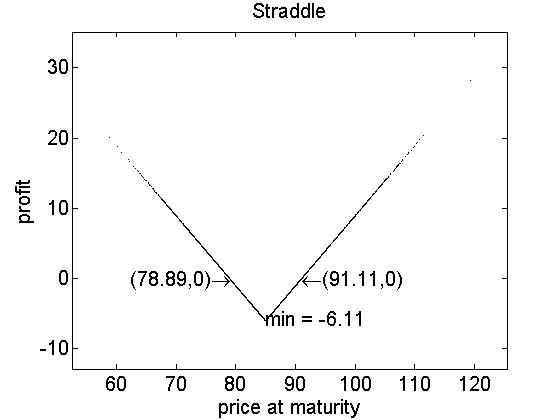 Straddle
profit
30
20
10
0
-10
(78.89,0)→
←(91.11,0)
min = -6.11
60 70 80 90 100 110 120
price at maturity